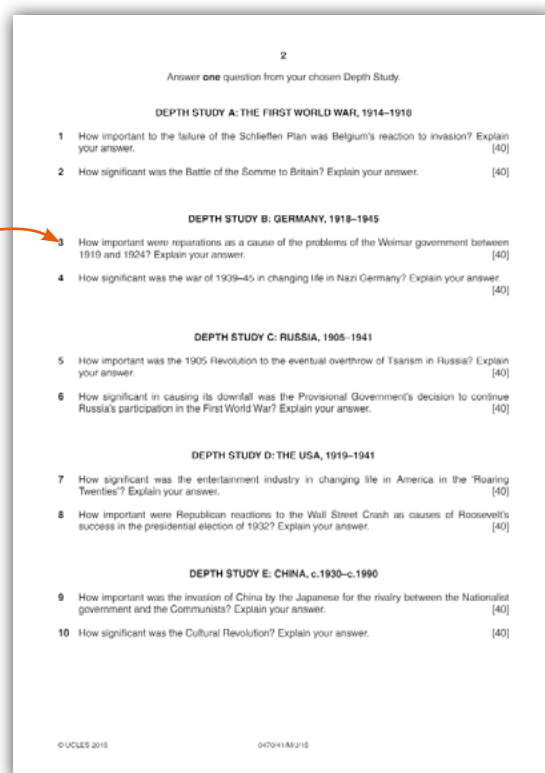 2
Answer one question from your chosen Depth Study.
DEPTH STUDY A: THE FIRST WORLD WAR, 1914–1918
1 How important to the failure of the Schlieffen Plan was Belgium's reaction to invasion? Explain
your answer. [40]
2 How significant was the Battle of the Somme to Britain? Explain your answer. [40]
DEPTH STUDY B: GERMANY, 1918–1945
3 How important were reparations as a cause of the problems of the Weimar government between
1919 and 1924? Explain your answer. [40]
4 How significant was the war of 1939–45 in changing life in Nazi Germany? Explain your answer.
[40]
DEPTH STUDY C: RUSSIA, 1905–1941
5 How important was the 1905 Revolution to the eventual overthrow of Tsarism in Russia? Explain
your answer. [40]
6 How significant in causing its downfall was the Provisional Government's decision to continue
Russia's participation in the First World War? Explain your answer. [40]
DEPTH STUDY D: THE USA, 1919–1941
7 How significant was the entertainment industry in changing life in America in the 'Roaring
Twenties'? Explain your answer. [40]
8 How important were Republican reactions to the Wall Street Crash as causes of Roosevelt's
success in the presidential election of 1932? Explain your answer. [40]
DEPTH STUDY E: CHINA, c.1930–c.1990
9 How important was the invasion of China by the Japanese for the rivalry between the Nationalist
government and the Communists? Explain your answer. [40]
10 How significant was the Cultural Revolution? Explain your answer. [40]
© UCLES 2015 0470/41/M/J/15